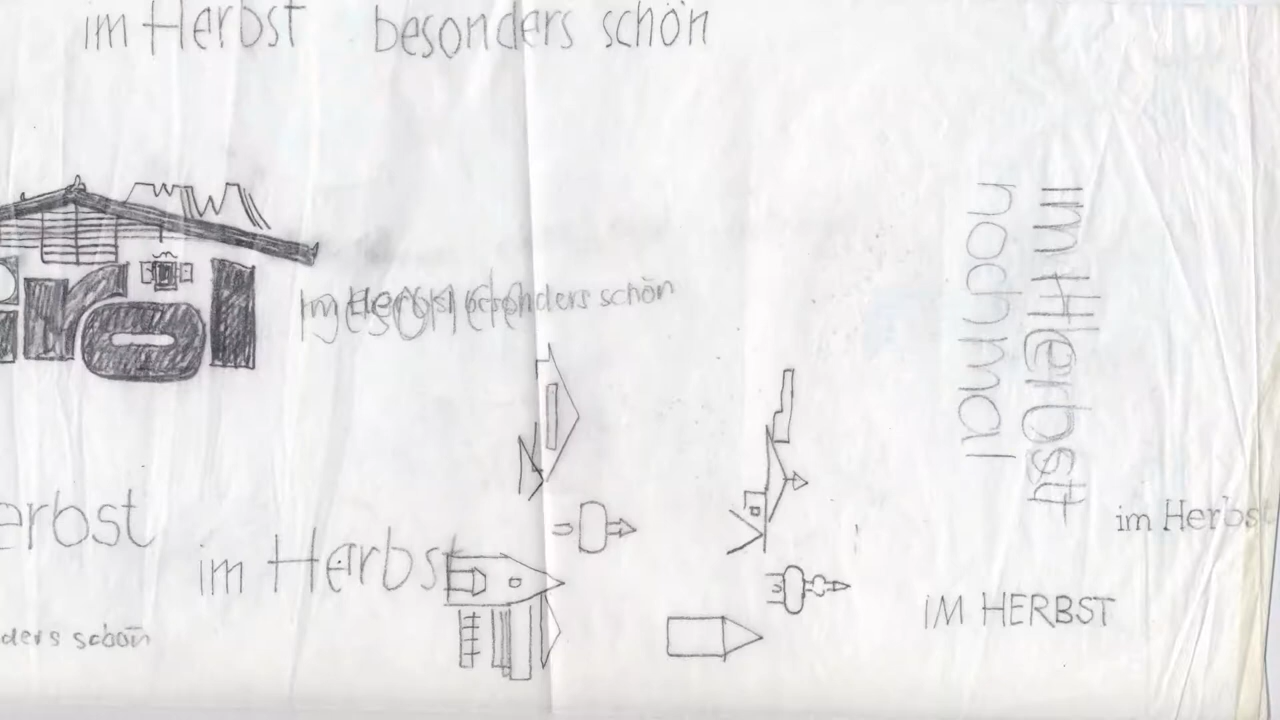 im Herbst besonders schön
im Herbst besonders schön
im Herbst
nochmal
erbst
im Herbst
im Herbst
IM HERBST
ders schön